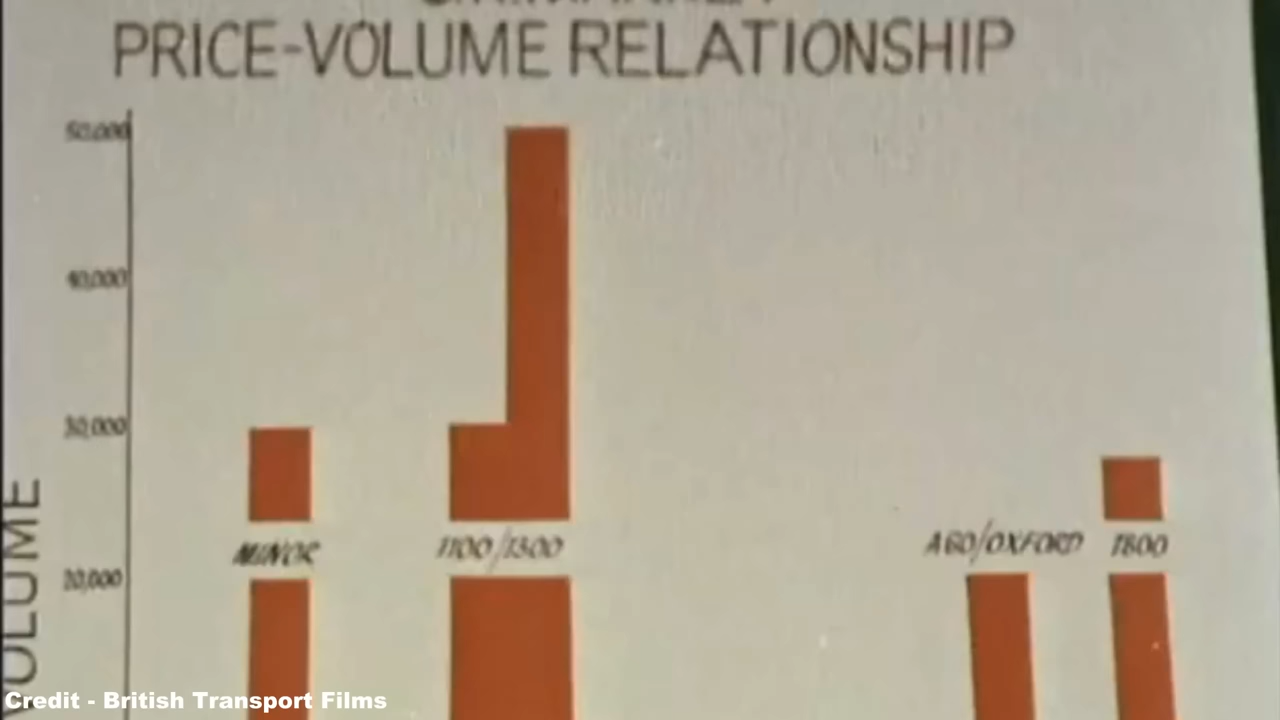 PRICE-VOLUME RELATIONSHIP
50,000
40,000
30,000
MINOR
1100/1300
A60/OXFORD
1800
20,000
VOLUME
Credit - British Transport Films